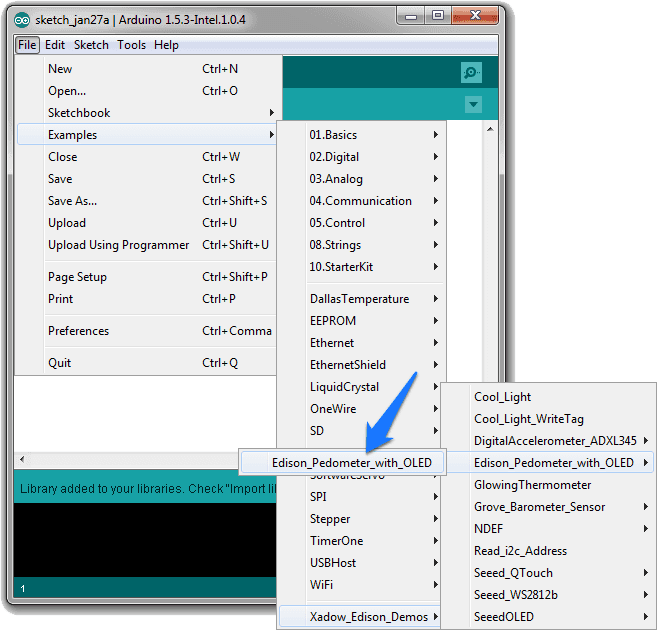 sketch_jan27a | Arduino 1.5.3-Intel.1.0.4
File Edit Sketch Tools Help
New Ctrl+N
Open... Ctrl+O
Sketchbook
Examples
Close Ctrl+W
Save Ctrl+S
Save As... Ctrl+Shift+S
Upload Ctrl+U
Upload Using Programmer Ctrl+Shift+U
Page Setup Ctrl+Shift+P
Print Ctrl+P
Preferences Ctrl+Comma
Quit Ctrl+Q
01.Basics
02.Digital
03.Analog
04.Communication
05.Control
08.Strings
10.StarterKit
DallasTemperature
EEPROM
Ethernet
EthernetShield
LiquidCrystal
OneWire
SD
SoftwareServo
SPI
Stepper
TimerOne
USBHost
WiFi
Xadow_Edison_Demos
Cool_Light
Cool_Light_WriteTag
DigitalAccelerometer_ADXL345
Edison_Pedometer_with_OLED
GlowingThermometer
Grove_Barometer_Sensor
NDEF
Read_i2c_Address
Seeed_QTouch
Seeed_WS2812b
SeeedOLED
Edison_Pedometer_with_OLED
Library added to your libraries. Check "Import li
1